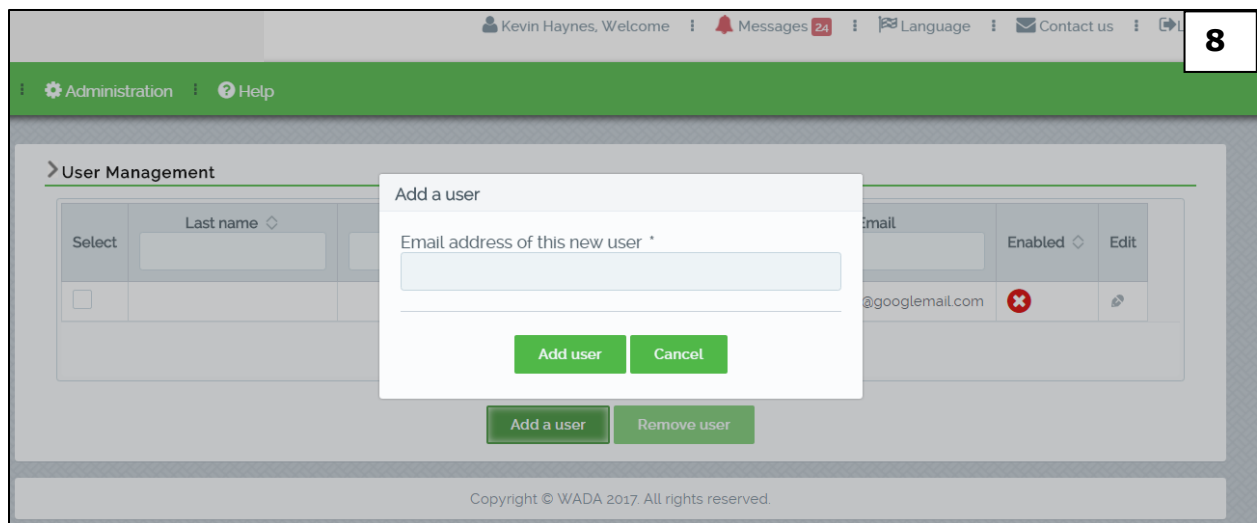 Kevin Haynes, Welcome Messages 24 Language Contact us
8
Administration Help
User Management
Add a user
Select Last name Email Enabled Edit
Email address of this new user *
@googlemail.com
Add user Cancel
Add a user Remove user
Copyright © WADA 2017. All rights reserved.